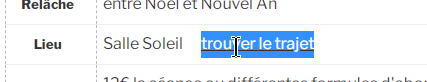 Relâche entre Noël et Nouvel An
Lieu Salle Soleil trouver le trajet